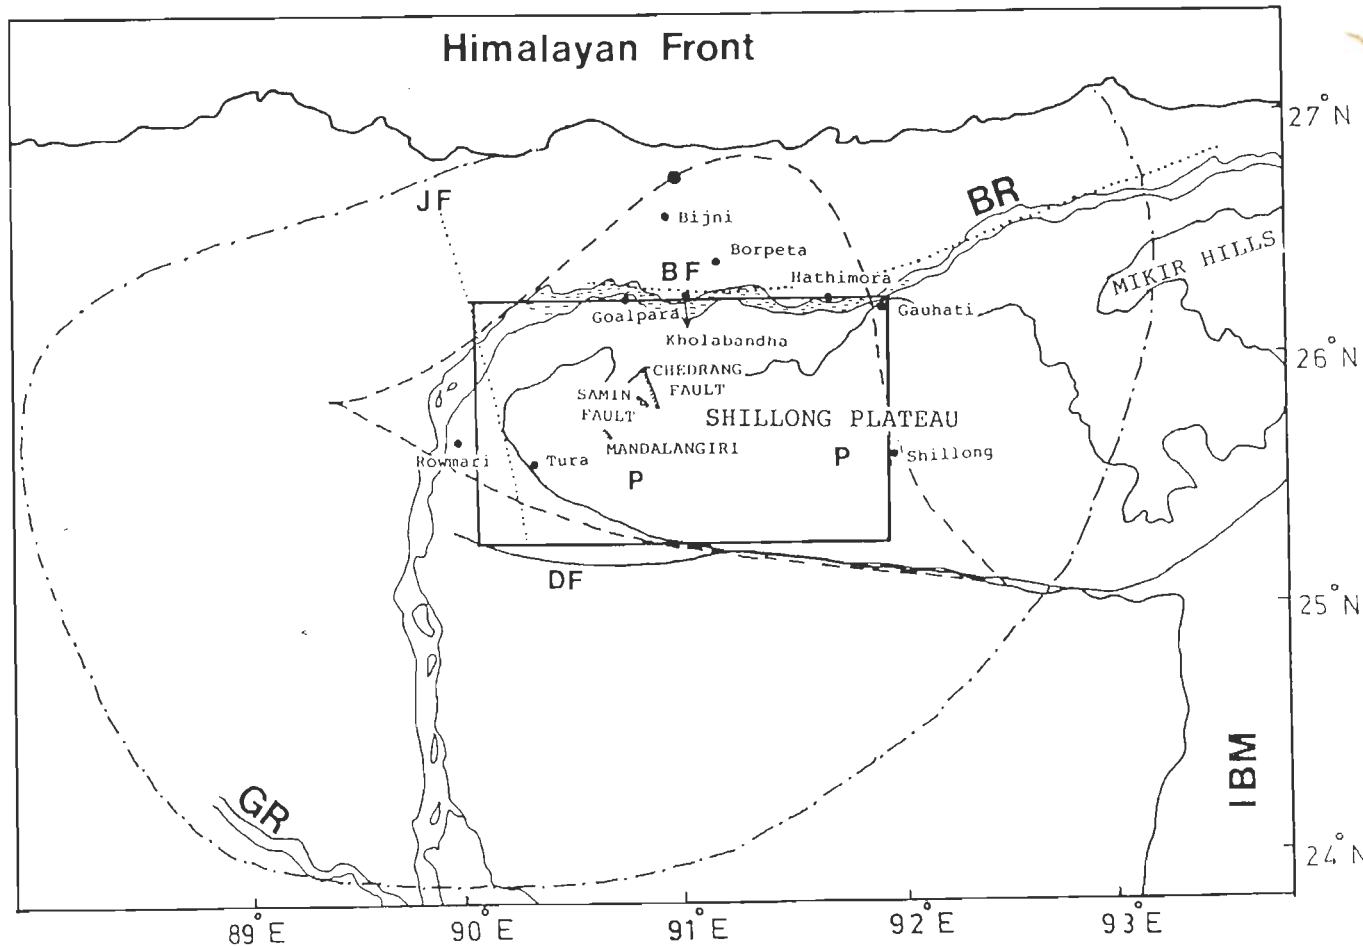 Himalayan Front
27°N
JF
BR
Bijni
Borpeta
MIKIR HILLS
BF
Hathimora
Goalpara
Gauhati
Kholabandha
26°N
CHEDRANG
FAULT
SAMIN
FAULT
SHILLONG PLATEAU
MANDALANGIRI
Rowmari
Tura
P
P
Shillong
DF
25°N
IBM
GR
24°N
89°E
90°E
91°E
92°E
93°E